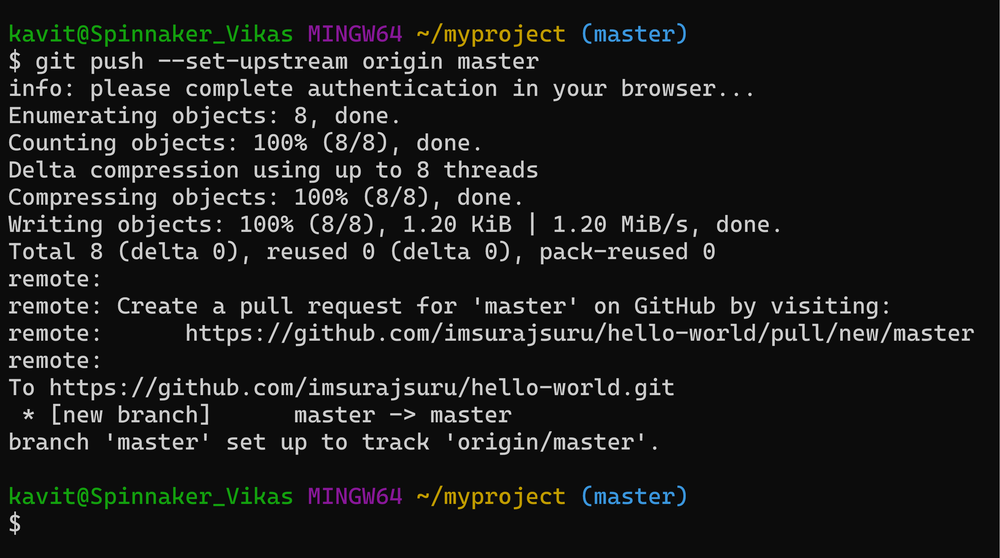 kavit@Spinnaker_Vikas MINGW64 ~/myproject (master)
$ git push --set-upstream origin master
info: please complete authentication in your browser...
Enumerating objects: 8, done.
Counting objects: 100% (8/8), done.
Delta compression using up to 8 threads
Compressing objects: 100% (8/8), done.
Writing objects: 100% (8/8), 1.20 KiB | 1.20 MiB/s, done.
Total 8 (delta 0), reused 0 (delta 0), pack-reused 0
remote:
remote: Create a pull request for 'master' on GitHub by visiting:
remote:      https://github.com/imsurajsuru/hello-world/pull/new/master
remote:
To https://github.com/imsurajsuru/hello-world.git
 * [new branch]      master -> master
branch 'master' set up to track 'origin/master'.
kavit@Spinnaker_Vikas MINGW64 ~/myproject (master)
$